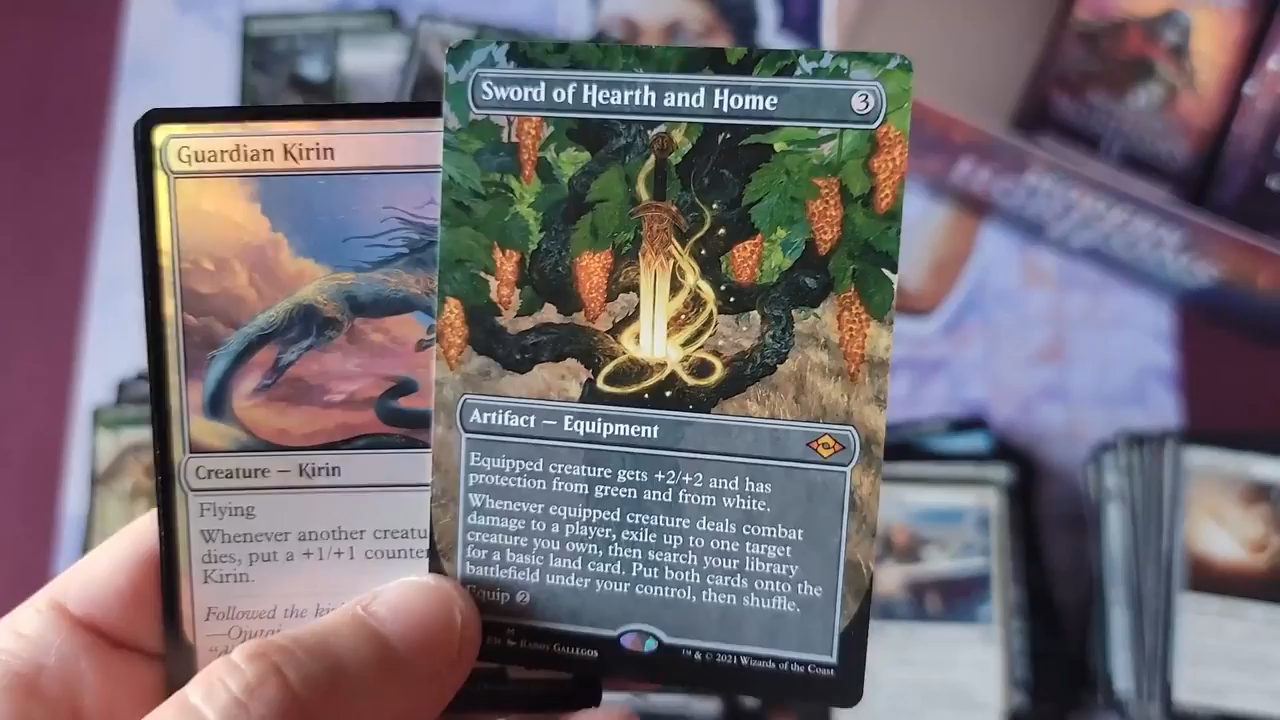 Guardian Kirin
Creature — Kirin
Flying
Whenever another
dies, put a +1/+1
Kirin.
Followed the
Sword of Hearth and Home
3
Artifact — Equipment
Equipped creature gets +2/+2 and has
protection from green and from white.
Whenever equipped creature deals combat
damage to a player, exile up to one target
creature you own, then search your library
for a basic land card. Put both cards onto the
battlefield under your control, then shuffle.
Equip 2
M
EN Randy Gallegos
™ & © 2021 Wizards of the Coast